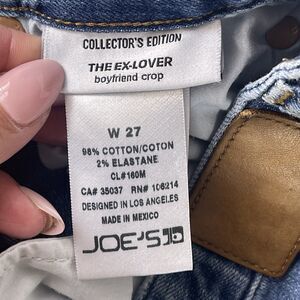 COLLECTOR'S EDITION
THE EX-LOVER
boyfriend crop
W 27
98% COTTON/COTON
2% ELASTANE
CL#160M
CA# 35037 RN# 106214
DESIGNED IN LOS ANGELES
MADE IN MEXICO
JOE'S